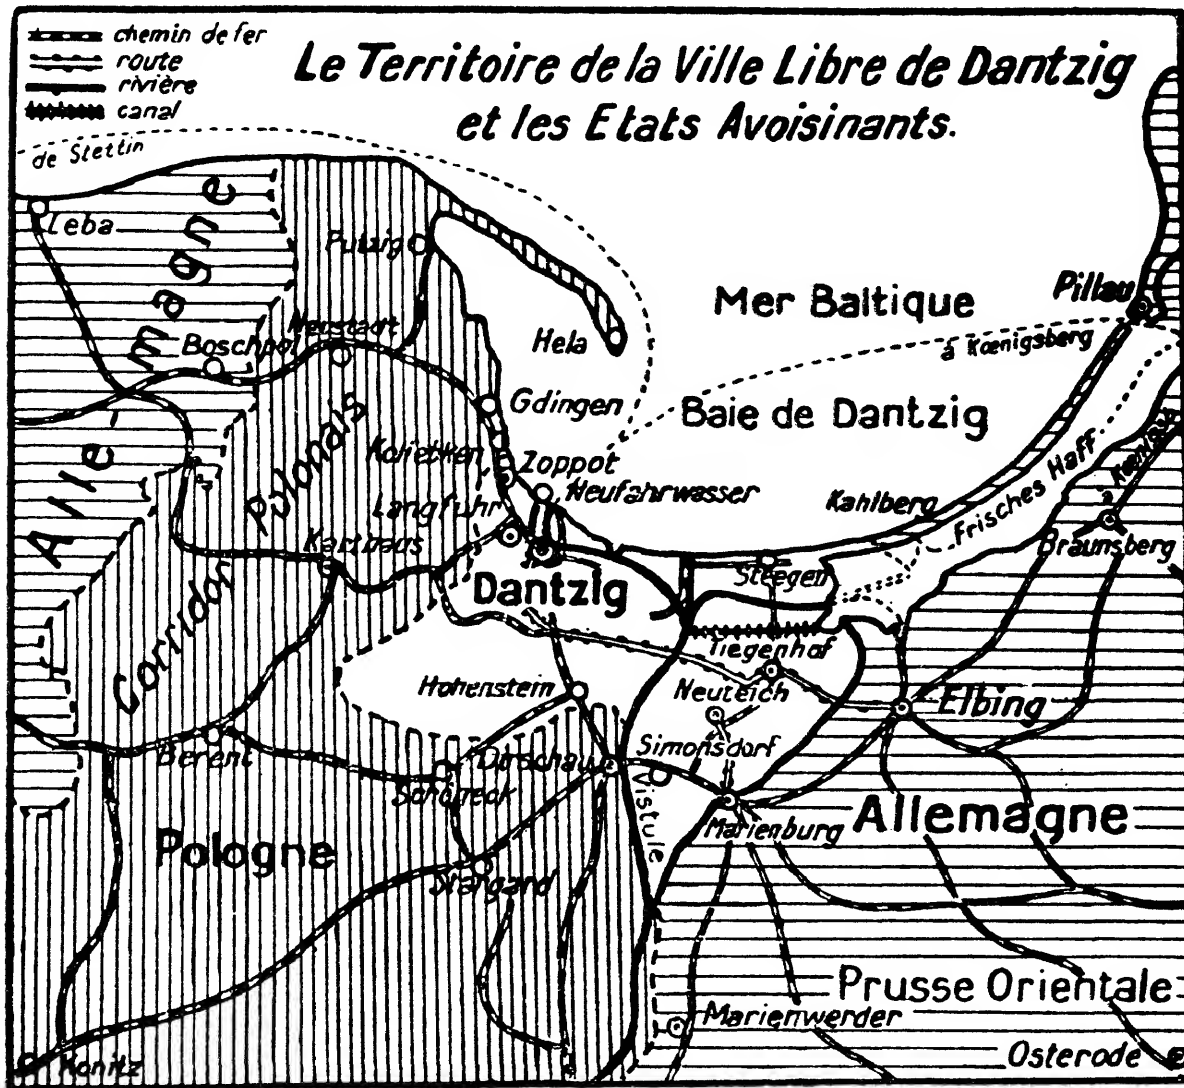 chemin de fer
route
rivière
canal
Le Territoire de la Ville Libre de Dantzig
et les Etats Avoisinants.
de Stettin
Leba
Allemagne
Putzig
Neustadt
Boschpol
Hela
Mer Baltique
Pillau
à Kœnigsberg
Gdingen
Baie de Dantzig
Corridor Polonais
Koliebken
Zoppot
Neufahrwasser
Langfuhr
Kahlberg
Frisches Haff
Karthaus
Braunsberg
Dantzig
Steegen
Tiegenhof
Hohenstein
Neuteich
Elbing
Berent
Simonsdorf
Dirschau
Schöneck
Vistule
Marienburg
Allemagne
Pologne
Stargard
Prusse Orientale
Marienwerder
Osterode
Konitz